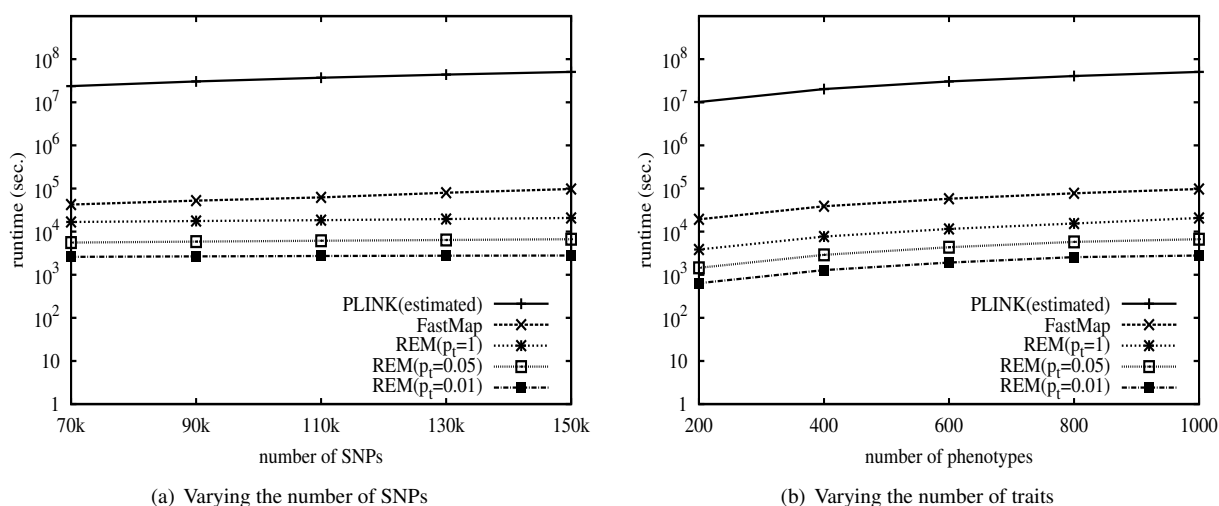 10^8
10^7
10^6
10^5
10^4
10^3
10^2
1
1
runtime (sec.)
PLINK(estimated)
FastMap
REM(p_t=1)
REM(p_t=0.05)
REM(p_t=0.01)
70k 90k 110k 130k 150k
number of SNPs
(a) Varying the number of SNPs
10^8
10^7
10^6
10^5
10^4
10^3
10^2
1
1
runtime (sec.)
PLINK(estimated)
FastMap
REM(p_t=1)
REM(p_t=0.05)
REM(p_t=0.01)
200 400 600 800 1000
number of phenotypes
(b) Varying the number of traits